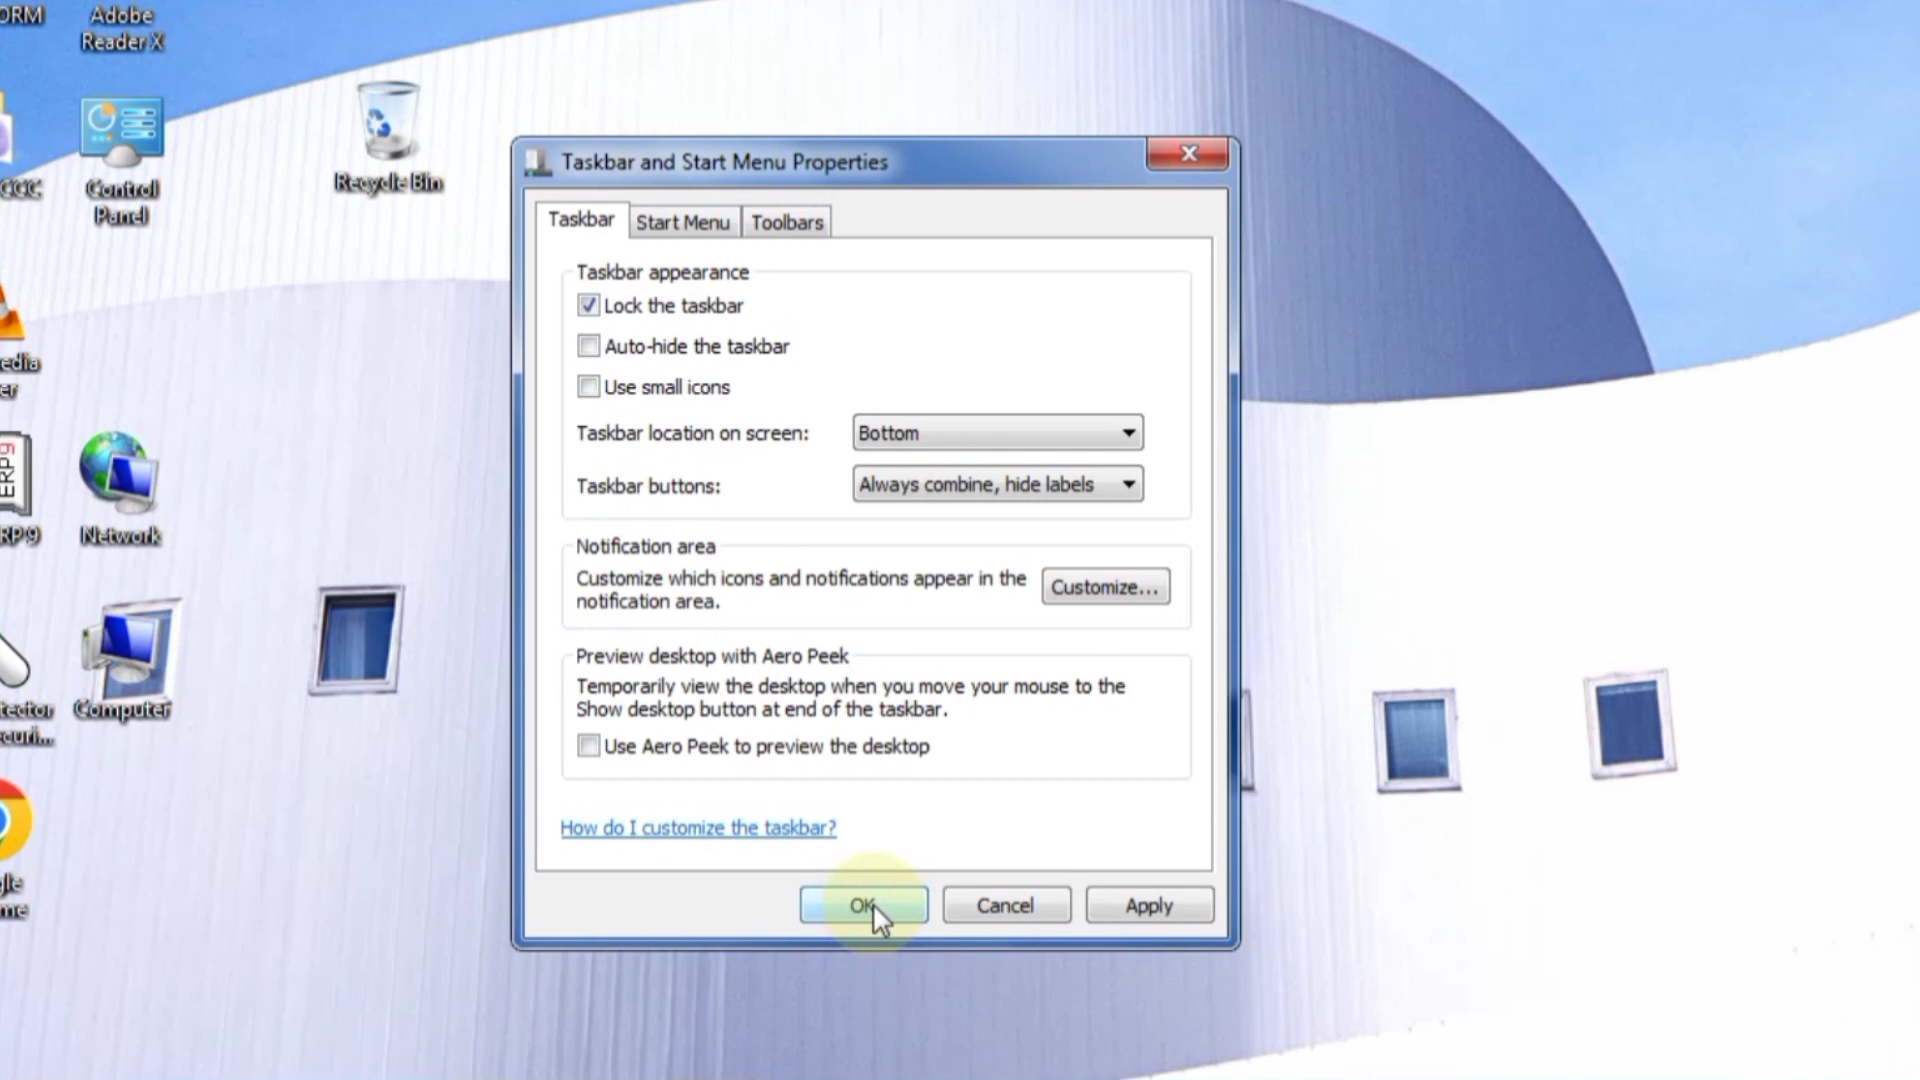 Adobe
Reader X
Control
Panel
Recycle Bin
Network
Computer
Taskbar and Start Menu Properties
Taskbar
Start Menu
Toolbars
Taskbar appearance
Lock the taskbar
Auto-hide the taskbar
Use small icons
Taskbar location on screen:
Bottom
Taskbar buttons:
Always combine, hide labels
Notification area
Customize which icons and notifications appear in the
notification area.
Customize...
Preview desktop with Aero Peek
Temporarily view the desktop when you move your mouse to the
Show desktop button at end of the taskbar.
Use Aero Peek to preview the desktop
How do I customize the taskbar?
OK
Cancel
Apply